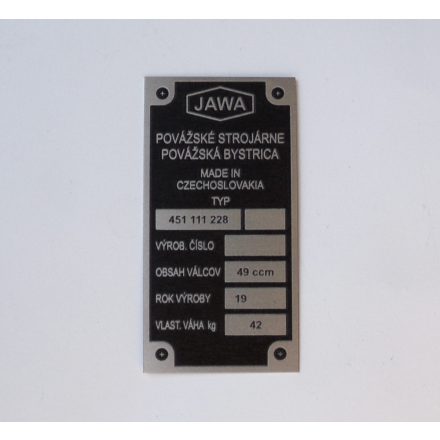 JAWA
POVÁŽSKÉ STROJÁRNE
POVÁŽSKÁ BYSTRICA
MADE IN
CZECHOSLOVAKIA
TYP
451 111 228
VÝROB. ČÍSLO
OBSAH VÁLCOV 49 ccm
ROK VÝROBY 19
VLAST. VÁHA kg 42